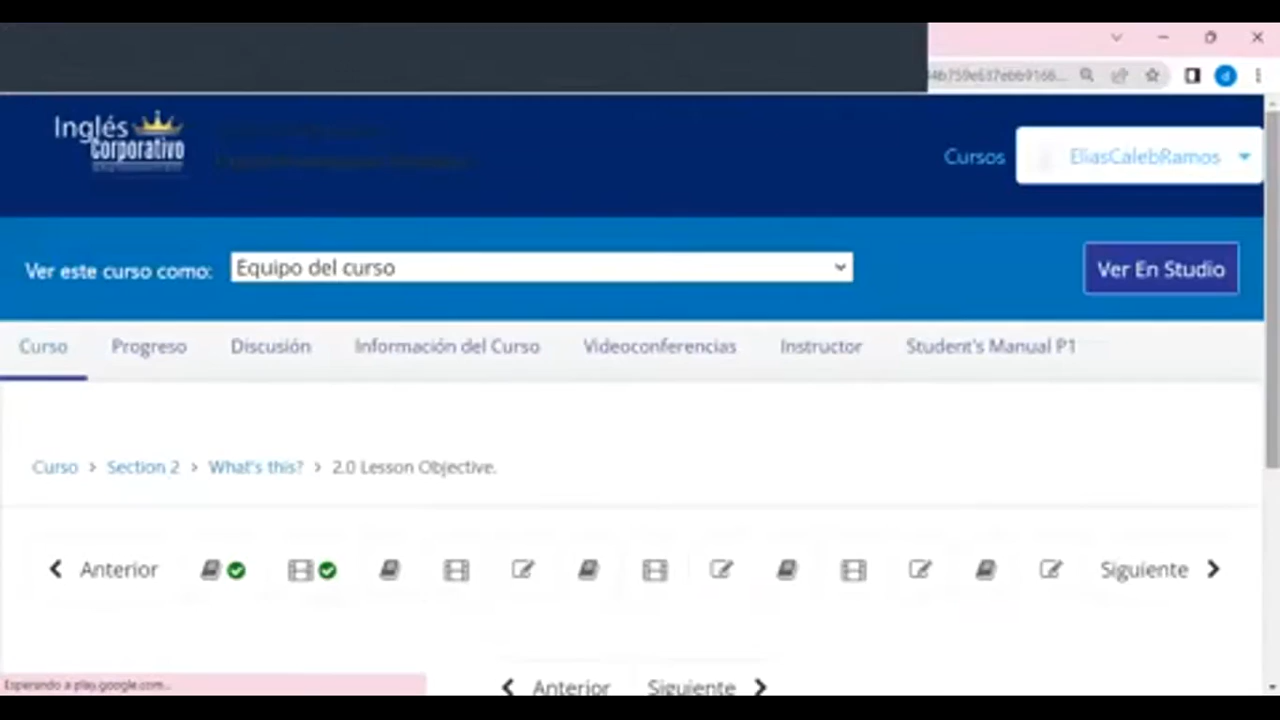 Inglés
Corporativo
Cursos
EliasCalebRamos
Ver este curso como:
Equipo del curso
Ver En Studio
Curso
Progreso
Discusión
Información del Curso
Videoconferencias
Instructor
Student's Manual P1
Curso > Section 2 > What's this? > 2.0 Lesson Objective.
Anterior
Siguiente
Esperando a play.google.com...
Anterior
Siguiente